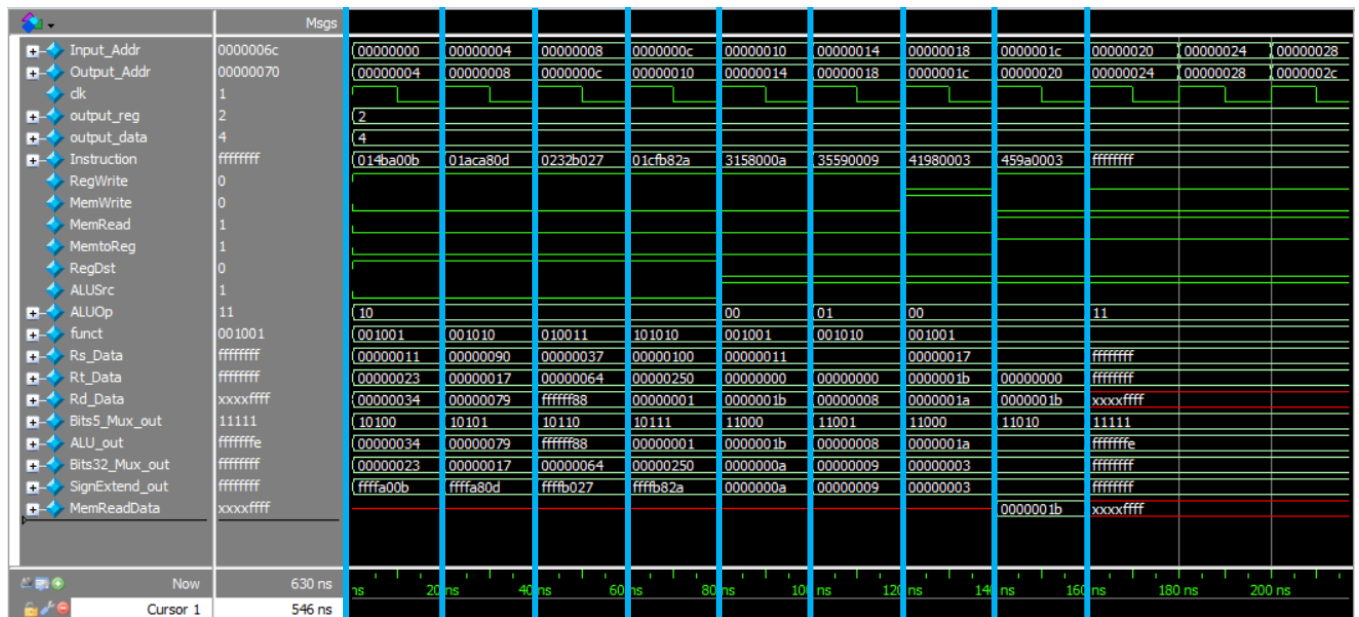 Msgs
Input_Addr 0000006c 00000000 00000004 00000008 0000000c 00000010 00000014 00000018 0000001c 00000020 00000024 00000028
Output_Addr 00000070 00000004 00000008 0000000c 00000010 00000014 00000018 0000001c 00000020 00000024 00000028 0000002c
clk 1
output_reg 2 2
output_data 4 4
Instruction ffffffff 014ba00b 01aca80d 0232b027 01cfb82a 3158000a 35590009 41980003 459a0003 ffffffff
RegWrite 0
MemWrite 0
MemRead 1
MemtoReg 1
RegDst 0
ALUSrc 1
ALUOp 11 10 00 01 00 11
funct 001001 001001 001010 010011 101010 001001 001010 001001
Rs_Data ffffffff 00000011 00000090 00000037 00000100 00000011 00000017 ffffffff
Rt_Data ffffffff 00000023 00000017 00000064 00000250 00000000 00000000 0000001b 00000000 ffffffff
Rd_Data xxxxffff 00000034 00000079 ffffff88 00000001 0000001b 00000008 0000001a 0000001b xxxxffff
Bits5_Mux_out 11111 10100 10101 10110 10111 11000 11001 11000 11010 11111
ALU_out fffffffe 00000034 00000079 ffffff88 00000001 0000001b 00000008 0000001a fffffffe
Bits32_Mux_out ffffffff 00000023 00000017 00000064 00000250 0000000a 00000009 00000003 ffffffff
SignExtend_out ffffffff ffffa00b ffffa80d ffffb027 ffffb82a 0000000a 00000009 00000003 ffffffff
MemReadData xxxxffff 0000001b xxxxffff
Now 630 ns ns 20 ns 40 ns 60 ns 80 ns 100 ns 120 ns 140 ns 160 ns 180 ns 200 ns
Cursor 1 546 ns